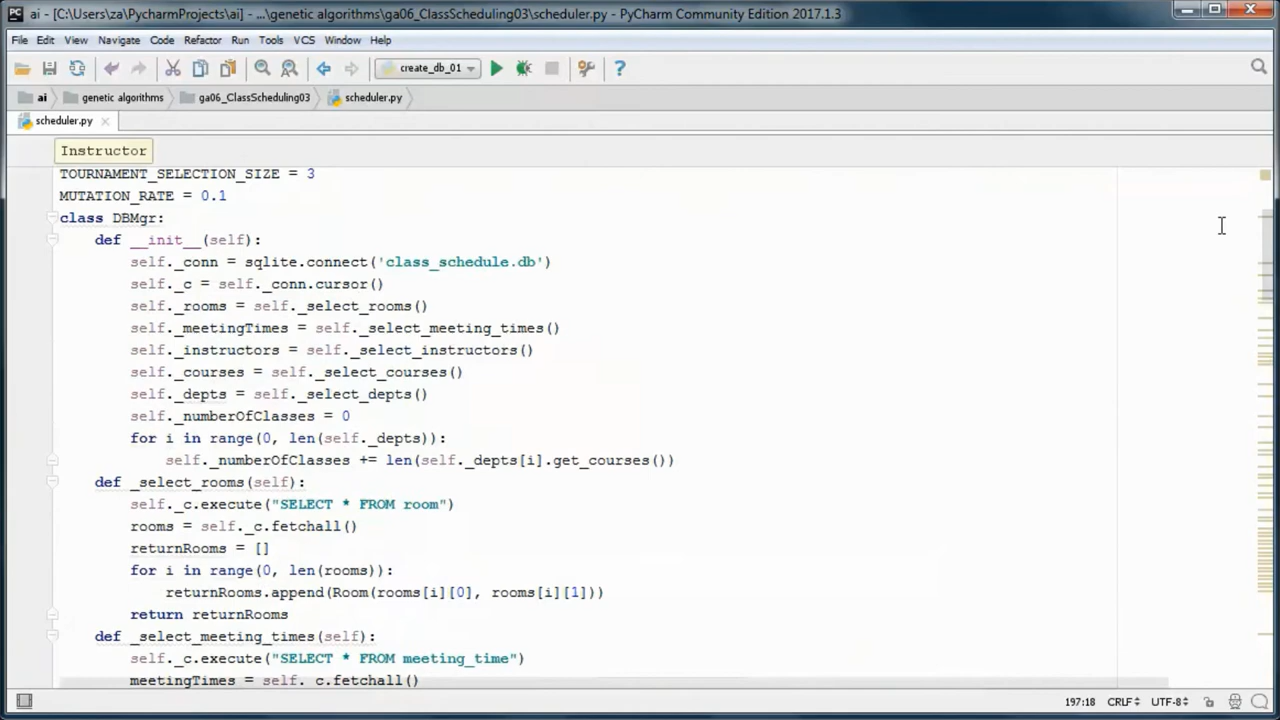 ai - [C:\Users\za\PycharmProjects\ai] - ...\genetic algorithms\ga06_ClassScheduling03\scheduler.py - PyCharm Community Edition 2017.1.3
File Edit View Navigate Code Refactor Run Tools VCS Window Help
create_db_01
ai genetic algorithms ga06_ClassScheduling03 scheduler.py
scheduler.py
Instructor
TOURNAMENT_SELECTION_SIZE = 3
MUTATION_RATE = 0.1
class DBMgr:
    def __init__(self):
        self._conn = sqlite.connect('class_schedule.db')
        self._c = self._conn.cursor()
        self._rooms = self._select_rooms()
        self._meetingTimes = self._select_meeting_times()
        self._instructors = self._select_instructors()
        self._courses = self._select_courses()
        self._depts = self._select_depts()
        self._numberOfClasses = 0
        for i in range(0, len(self._depts)):
            self._numberOfClasses += len(self._depts[i].get_courses())
    def _select_rooms(self):
        self._c.execute("SELECT * FROM room")
        rooms = self._c.fetchall()
        returnRooms = []
        for i in range(0, len(rooms)):
            returnRooms.append(Room(rooms[i][0], rooms[i][1]))
        return returnRooms
    def _select_meeting_times(self):
        self._c.execute("SELECT * FROM meeting_time")
        meetingTimes = self._c.fetchall()
197:18 CRLF UTF-8